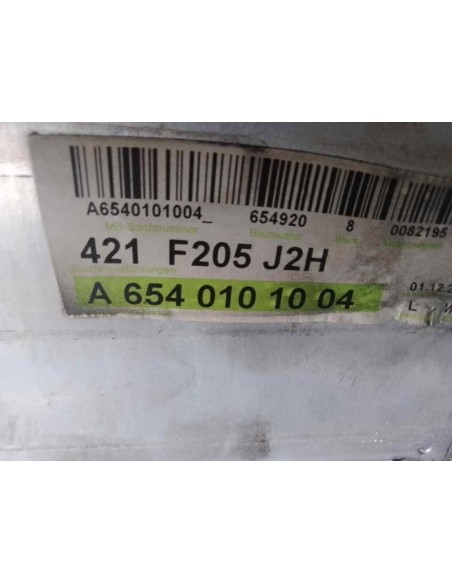 A6540101004_ 654920 8 0082195
MB-Sachnummer Baumuster Werk
421 F205 J2H
A 654 010 10 04 01.12.2
L